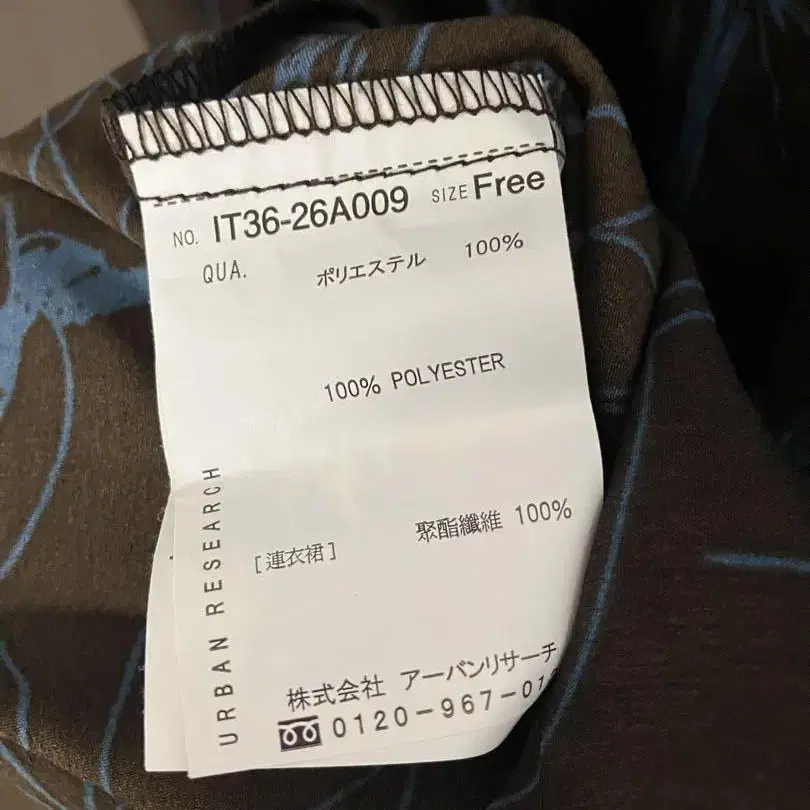 NO. IT36-26A009 SIZE Free
QUA. ポリエステル 100%
100% POLYESTER
聚酯纖維 100%
[連衣裙]
URBAN RESEARCH
株式会社 アーバンリサーチ
0120-967-01